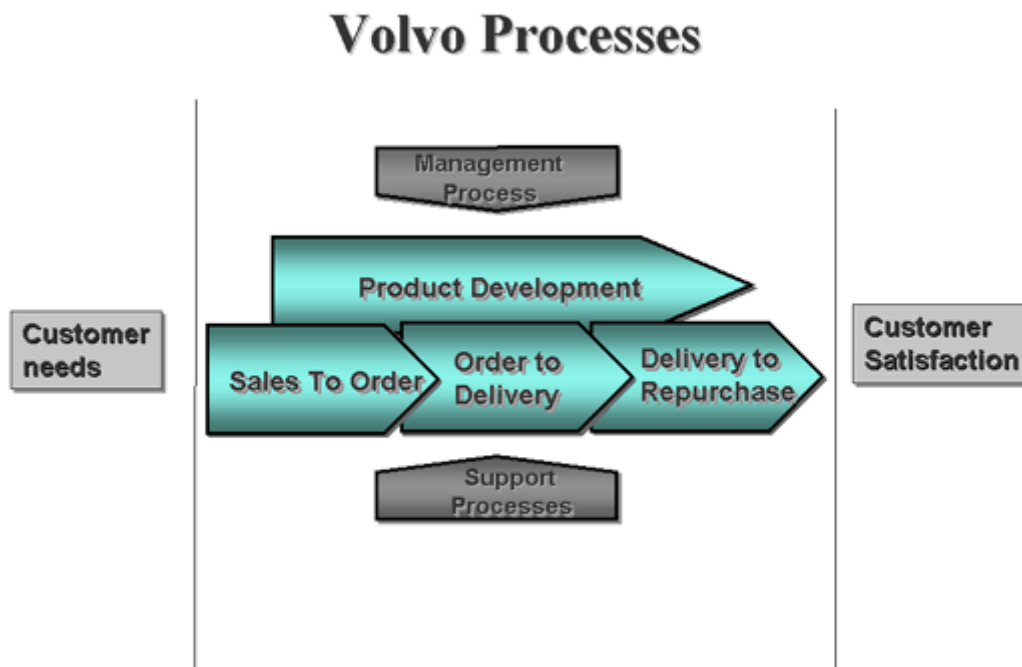 Volvo Processes
Management
Process
Product Development
Customer
needs
Sales To Order
Order to
Delivery
Delivery to
Repurchase
Customer
Satisfaction
Support
Processes